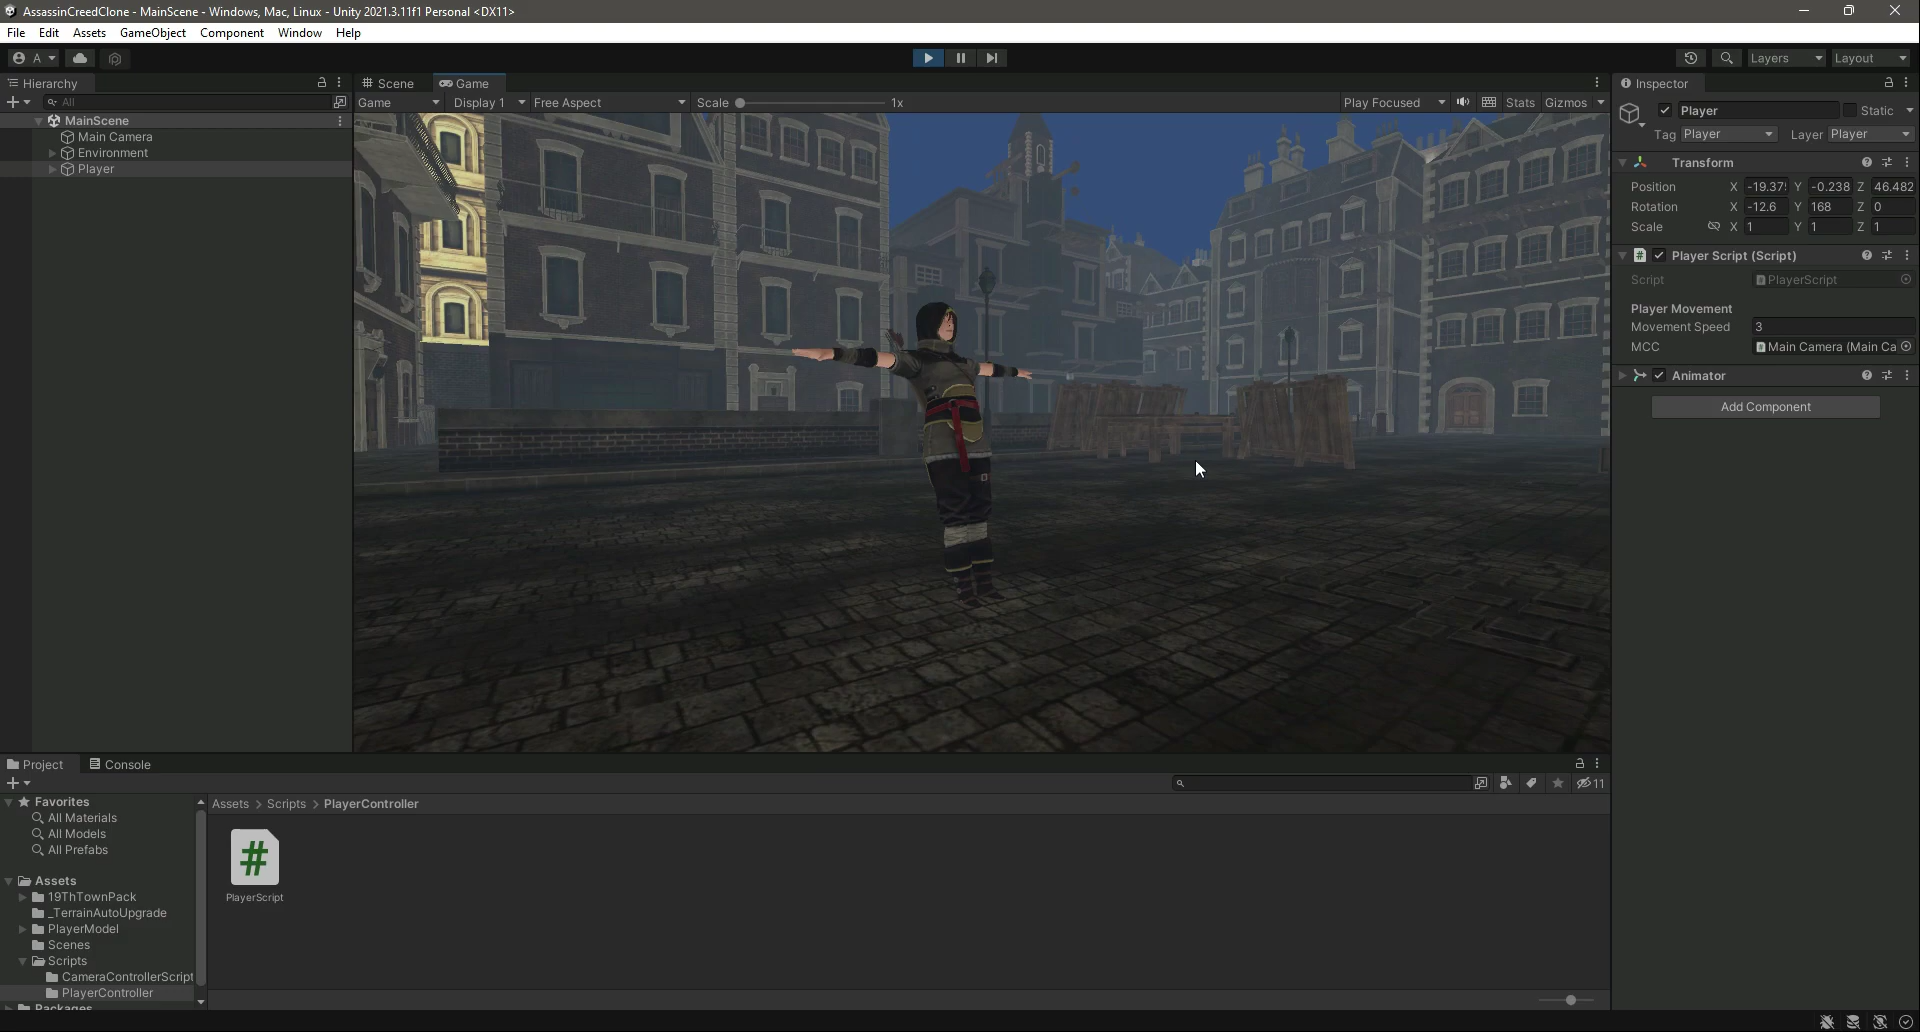 AssassinCreedClone - MainScene - Windows, Mac, Linux - Unity 2021.3.11f1 Personal <DX11>
File Edit Assets GameObject Component Window Help
A Layers Layout
Hierarchy
All
MainScene
Main Camera
Environment
Player
Scene Game
Game Display 1 Free Aspect Scale 1x Play Focused Stats Gizmos
Inspector
Player Static
Tag Player Layer Player
Transform
Position X -19.37 Y -0.238 Z 46.482
Rotation X -12.6 Y 168 Z 0
Scale X 1 Y 1 Z 1
Player Script (Script)
Script PlayerScript
Player Movement
Movement Speed 3
MCC Main Camera (Main Ca
Animator
Add Component
Project Console
11
Favorites
All Materials
All Models
All Prefabs
Assets
19ThTownPack
_TerrainAutoUpgrade
PlayerModel
Scenes
Scripts
CameraControllerScript
PlayerController
Packages
Assets > Scripts > PlayerController
PlayerScript